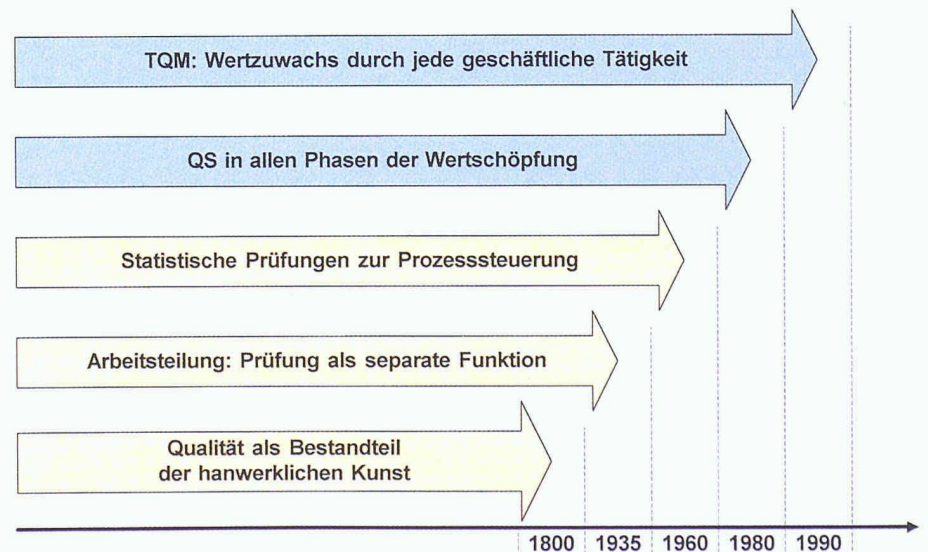 TQM: Wertzuwachs durch jede geschäftliche Tätigkeit
QS in allen Phasen der Wertschöpfung
Statistische Prüfungen zur Prozesssteuerung
Arbeitsteilung: Prüfung als separate Funktion
Qualität als Bestandteil
der hanwerklichen Kunst
1800 1935 1960 1980 1990